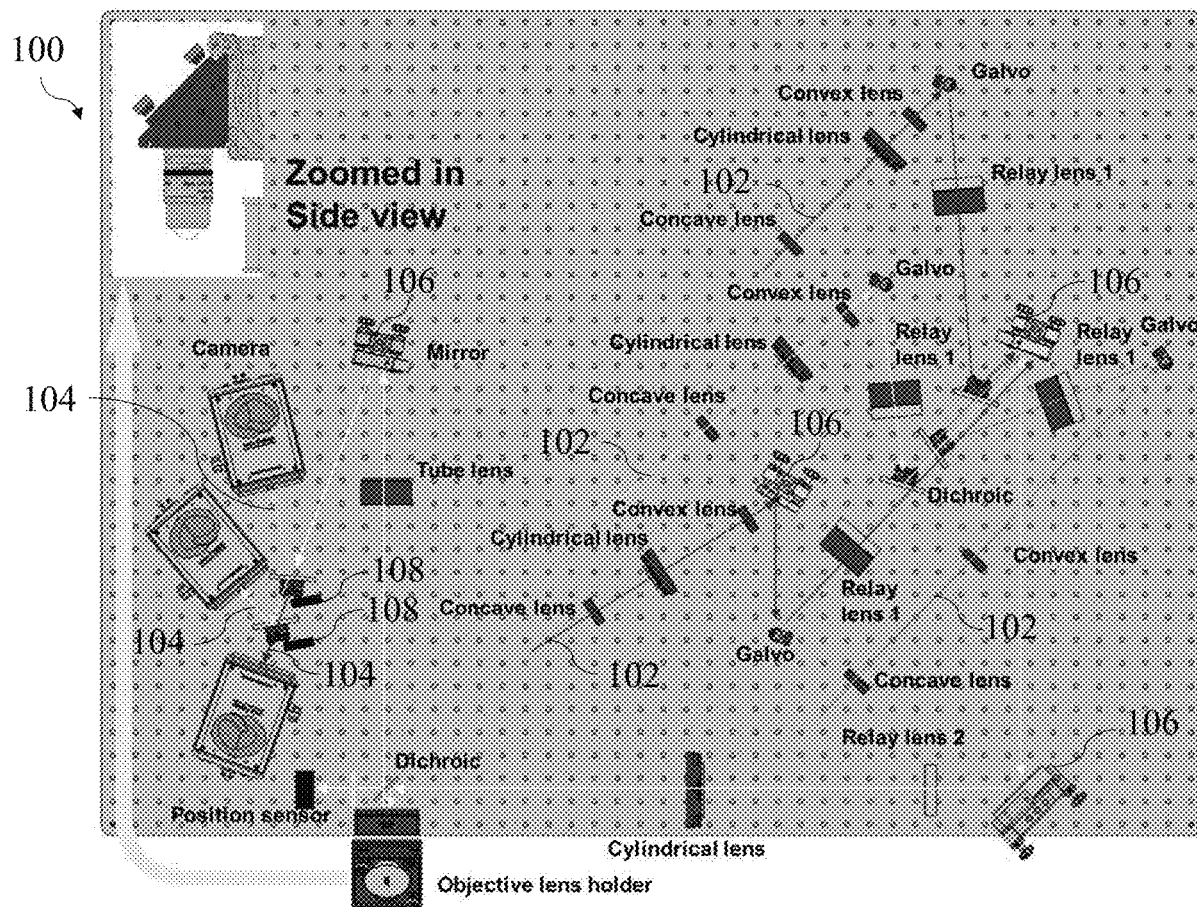 100
Zoomed in
Side view
Galvo
Convex lens
Cylindrical lens
102
Relay lens 1
Concave lens
Galvo
Convex lens
106
Relay
lens 1
106
Relay
lens 1
Galvo
Camera
Mirror
Cylindrical lens
104
Concave lens
102
106
Tube lens
Convex lens
Dichroic
Cylindrical lens
Convex lens
108
Relay
lens 1
Concave lens
108
104
104
102
Galvo
102
Concave lens
Relay lens 2
106
Dichroic
Position sensor
Cylindrical lens
Objective lens holder